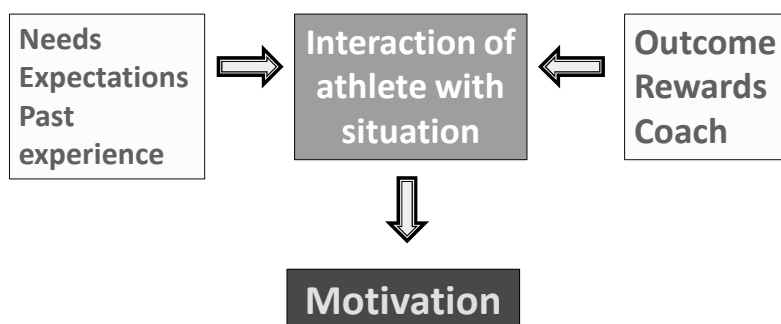 Needs
Expectations
Past
experience
Interaction of
athlete with
situation
Outcome
Rewards
Coach
Motivation